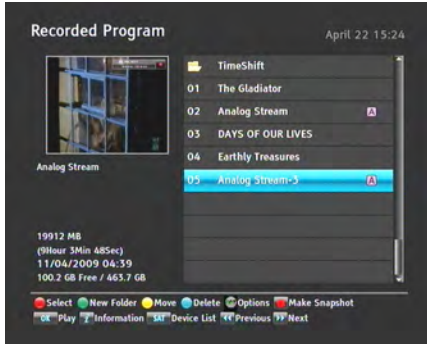 Recorded Program
April 22 15:24
TimeShift
01 The Gladiator
02 Analog Stream A
03 DAYS OF OUR LIVES
04 Earthly Treasures
05 Analog Stream-3 A
Analog Stream
19912 MB
(9Hour 3Min 48Sec)
11/04/2009 04:39
100.2 GB Free / 463.7 GB
Select New Folder Move Delete Options Make Snapshot
OK Play i Information SAT Device List Previous Next